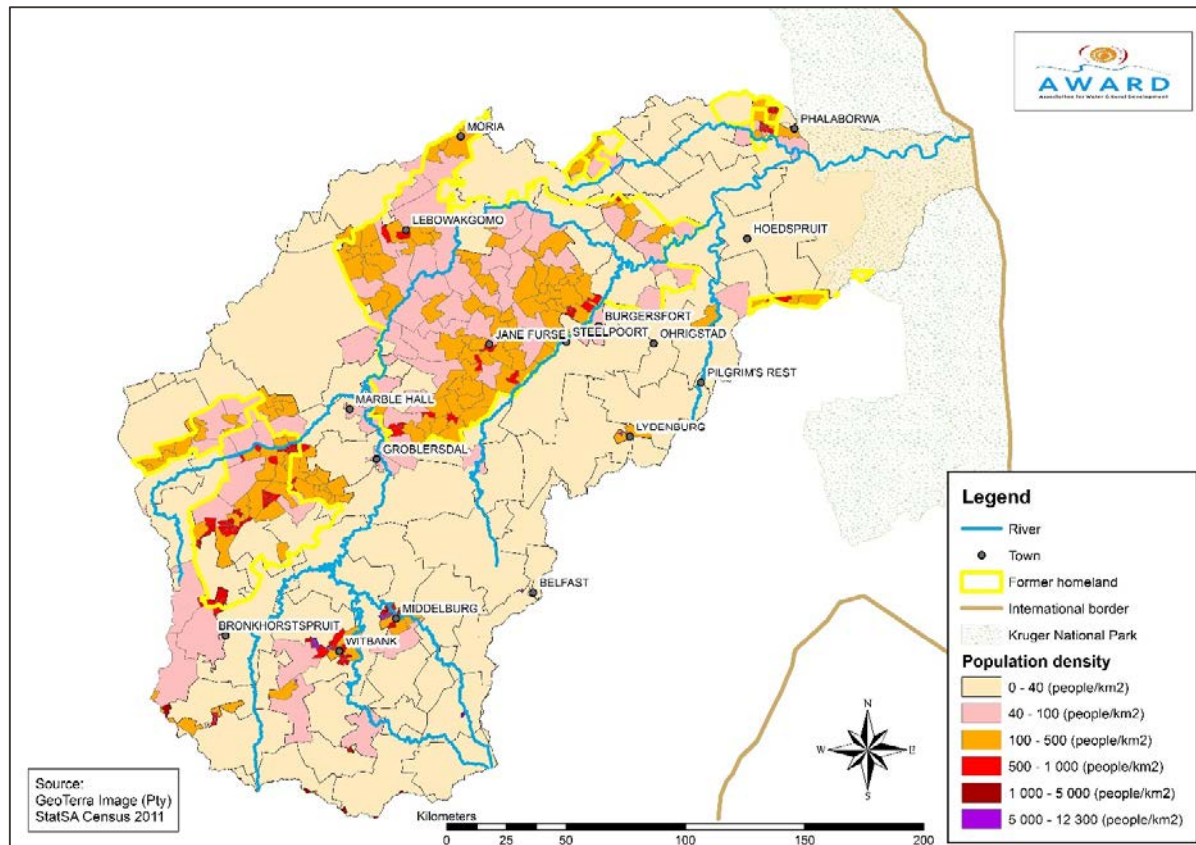 AWARD
Association for Water & Rural Development
MORIA
PHALABORWA
LEBOWAKGOMO
HOEDSPRUIT
BURGERSFORT
JANE FURSE
STEELPOORT
OHRIGSTAD
PILGRIM'S REST
MARBLE HALL
LYDENBURG
GROBLERSDAL
BELFAST
MIDDELBURG
BRONKHORSTSPRUIT
WITBANK
Legend
River
Town
Former homeland
International border
Kruger National Park
Population density
0 - 40 (people/km2)
40 - 100 (people/km2)
100 - 500 (people/km2)
500 - 1 000 (people/km2)
1 000 - 5 000 (people/km2)
5 000 - 12 300 (people/km2)
N
W
E
S
Source:
GeoTerra Image (Pty)
StatSA Census 2011
Kilometers
0 50 100 150 200